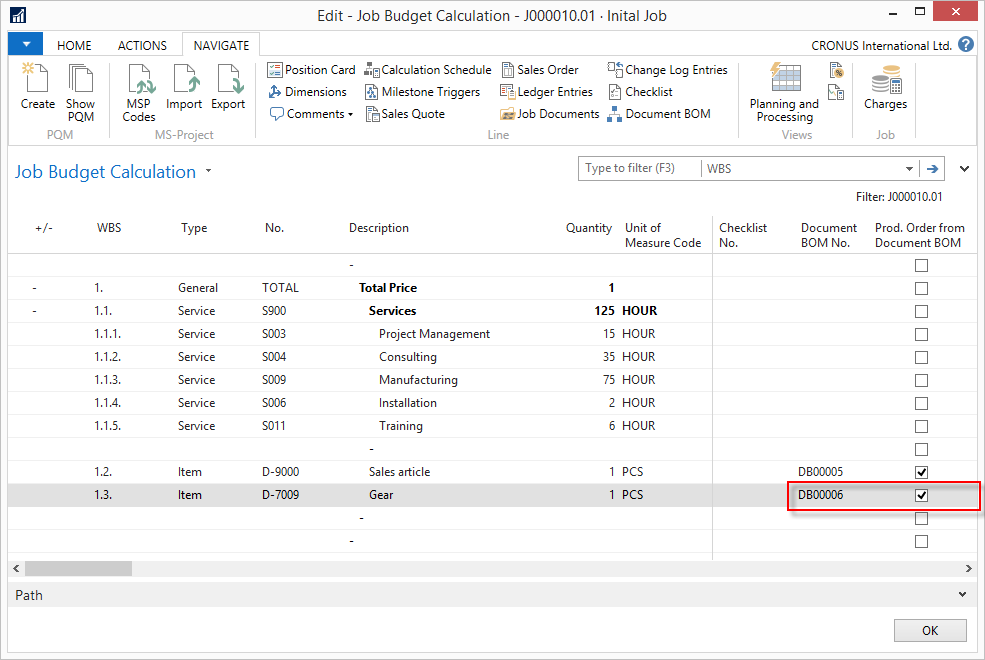 Edit - Job Budget Calculation - J000010.01 · Inital Job
HOME ACTIONS NAVIGATE CRONUS International Ltd. ?
Create
Show PQM
PQM
MSP Codes
Import
Export
MS-Project
Position Card
Dimensions
Comments
Calculation Schedule
Milestone Triggers
Sales Quote
Sales Order
Ledger Entries
Job Documents
Change Log Entries
Checklist
Document BOM
Line
Planning and Processing
Views
Charges
Job
Job Budget Calculation
Type to filter (F3) WBS
Filter: J000010.01
+/- WBS Type No. Description Quantity Unit of Measure Code Checklist No. Document BOM No. Prod. Order from Document BOM
-
- 1. General TOTAL Total Price 1
- 1.1. Service S900 Services 125 HOUR
1.1.1. Service S003 Project Management 15 HOUR
1.1.2. Service S004 Consulting 35 HOUR
1.1.3. Service S009 Manufacturing 75 HOUR
1.1.4. Service S006 Installation 2 HOUR
1.1.5. Service S011 Training 6 HOUR
-
1.2. Item D-9000 Sales article 1 PCS DB00005
1.3. Item D-7009 Gear 1 PCS DB00006
-
-
Path
OK